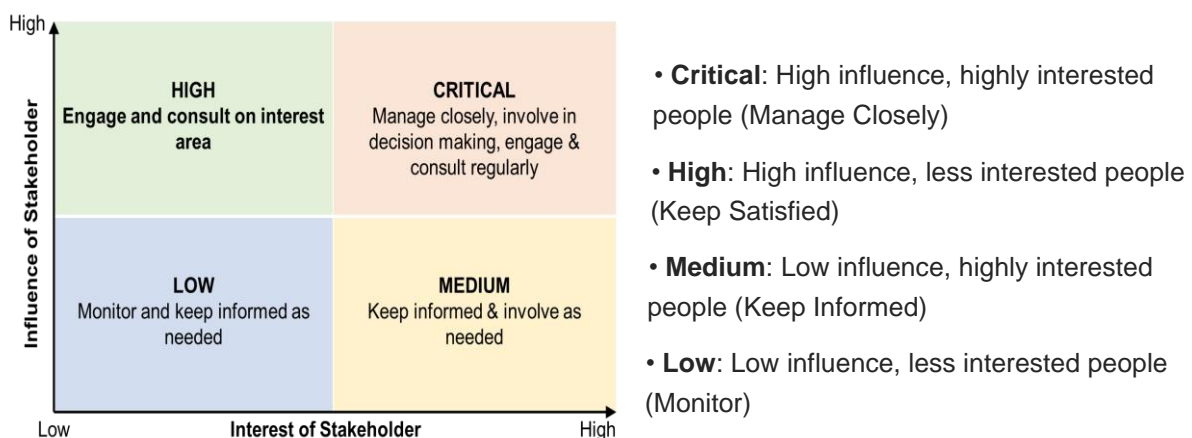 High
Influence of Stakeholder
HIGH
Engage and consult on interest
area
CRITICAL
Manage closely, involve in
decision making, engage &
consult regularly
LOW
Monitor and keep informed as
needed
MEDIUM
Keep informed & involve as
needed
Low
Interest of Stakeholder
High
• Critical: High influence, highly interested
people (Manage Closely)
• High: High influence, less interested people
(Keep Satisfied)
• Medium: Low influence, highly interested
people (Keep Informed)
• Low: Low influence, less interested people
(Monitor)